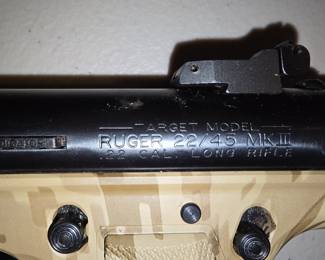 TARGET MODEL
RUGER 22/45 MK III
.22 CAL. LONG RIFLE